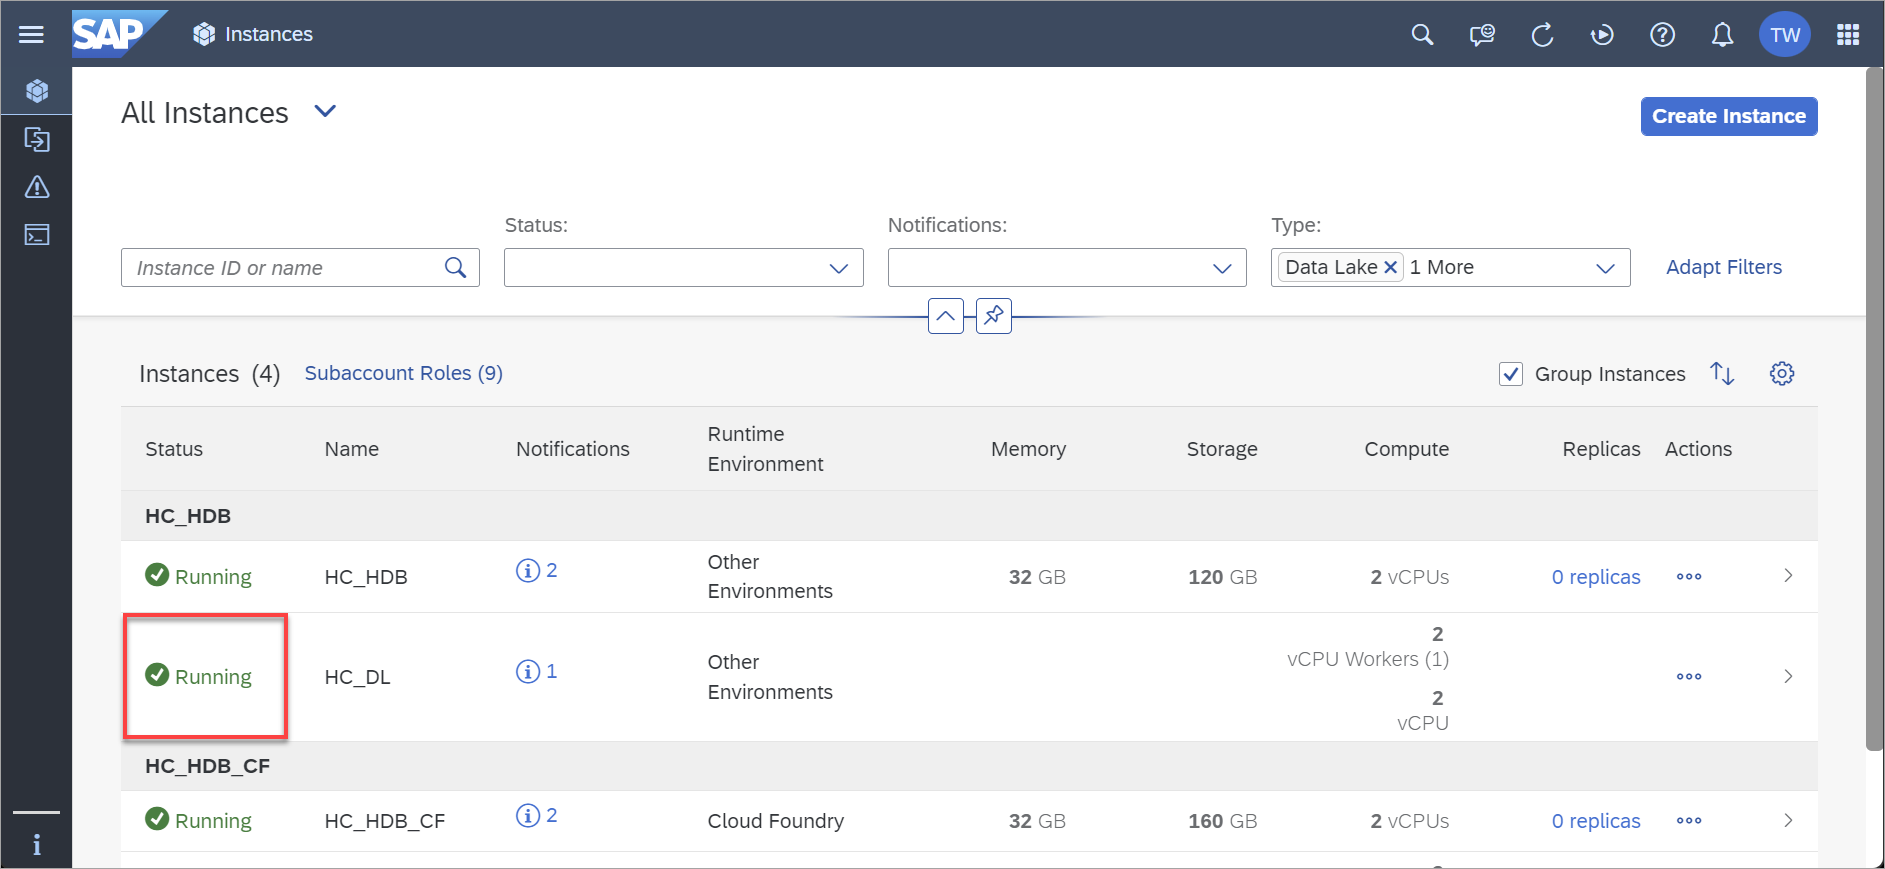 SAP Instances TW
All Instances
Create Instance
Status: Notifications: Type:
Instance ID or name Data Lake 1 More Adapt Filters
Instances (4) Subaccount Roles (9) Group Instances
Status Name Notifications Runtime Environment Memory Storage Compute Replicas Actions
HC_HDB
Running HC_HDB 2 Other Environments 32 GB 120 GB 2 vCPUs 0 replicas
Running HC_DL 1 Other Environments 2 vCPU Workers (1) 2 vCPU
HC_HDB_CF
Running HC_HDB_CF 2 Cloud Foundry 32 GB 160 GB 2 vCPUs 0 replicas